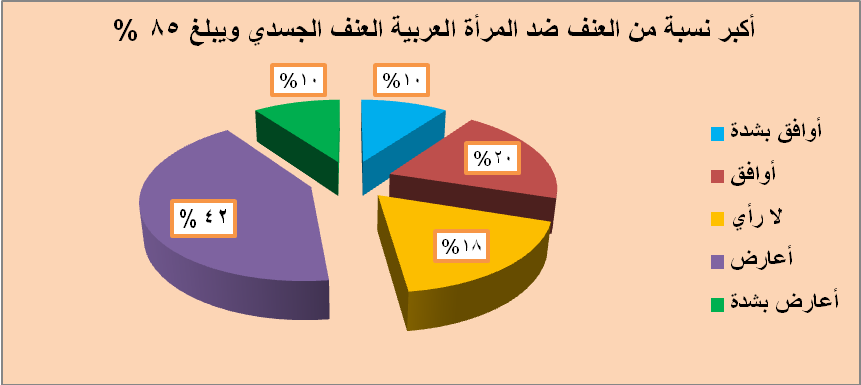 أكبر نسبة من العنف ضد المرأة العربية العنف الجسدي ويبلغ ٨٥ %
%١٠
%١٠
%٢٠
%١٨
% ٤٢
أوافق بشدة
أوافق
لا رأي
أعارض
أعارض بشدة